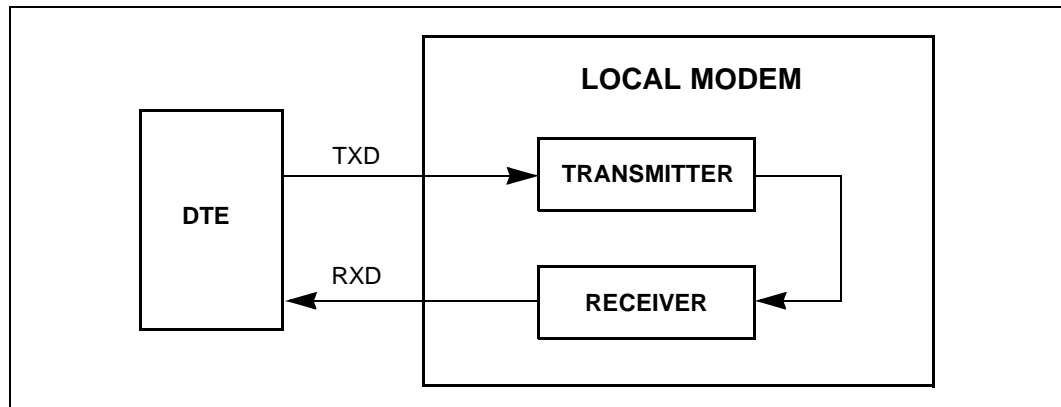 LOCAL MODEM
TXD
TRANSMITTER
DTE
RXD
RECEIVER